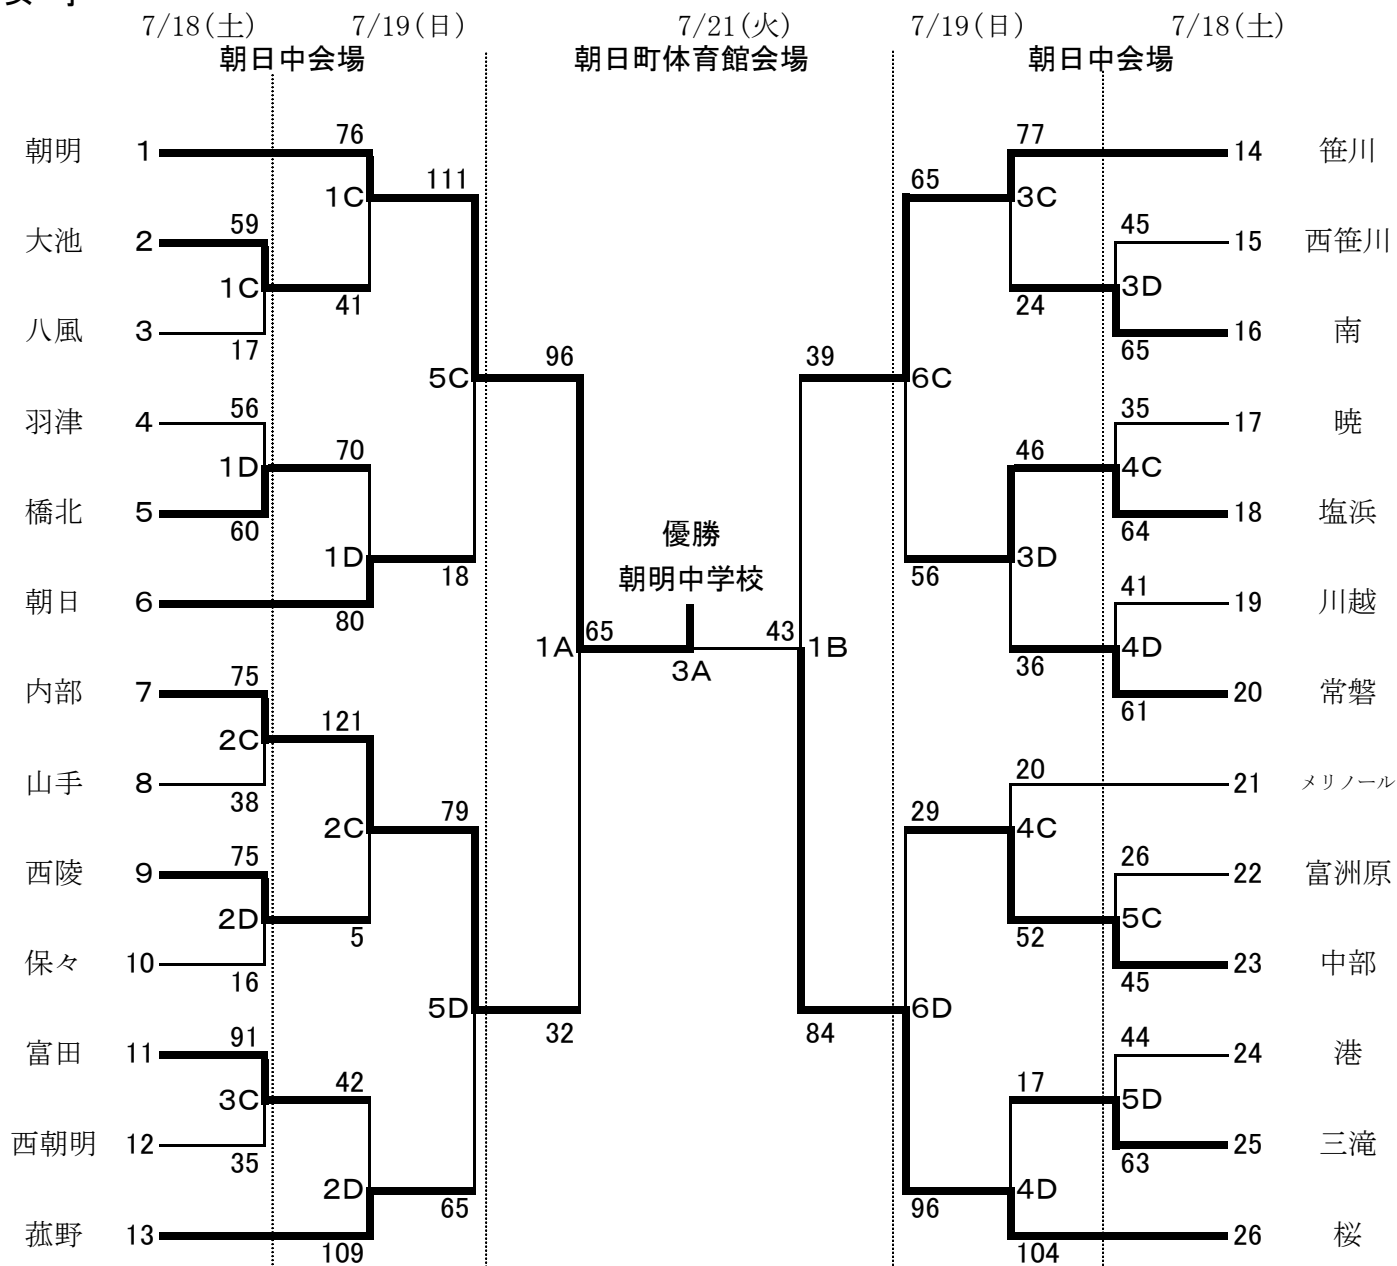 7/18(土) 7/19(日) 7/21(火) 7/19(日) 7/18(土)
朝日中会場 朝日町体育館会場 朝日中会場
76 77
朝明 1 14 笹川
111 65
1C 3C
59 45
大池 2 15 西笹川
1C 3D
41 24
八風 3 16 南
17 65
96 39
5C 6C
56 35
羽津 4 17 暁
70 46
1D 4C
橋北 5 18 塩浜
60 64
優勝
1D 3D
18 朝明中学校 56
41
朝日 6 19 川越
80
1A 65 43 1B 4D
3A 36
75
内部 7 20 常磐
61
121
2C
20
山手 8 21 メリノール
38
79 29
2C 4C
75 26
西陵 9 22 富洲原
2D 5C
5 52
保々 10 23 中部
16 45
5D 6D
91 32 84 44
富田 11 24 港
42 17
3C 5D
西朝明 12 25 三滝
35 63
2D 4D
65 96
菰野 13 26 桜
109 104